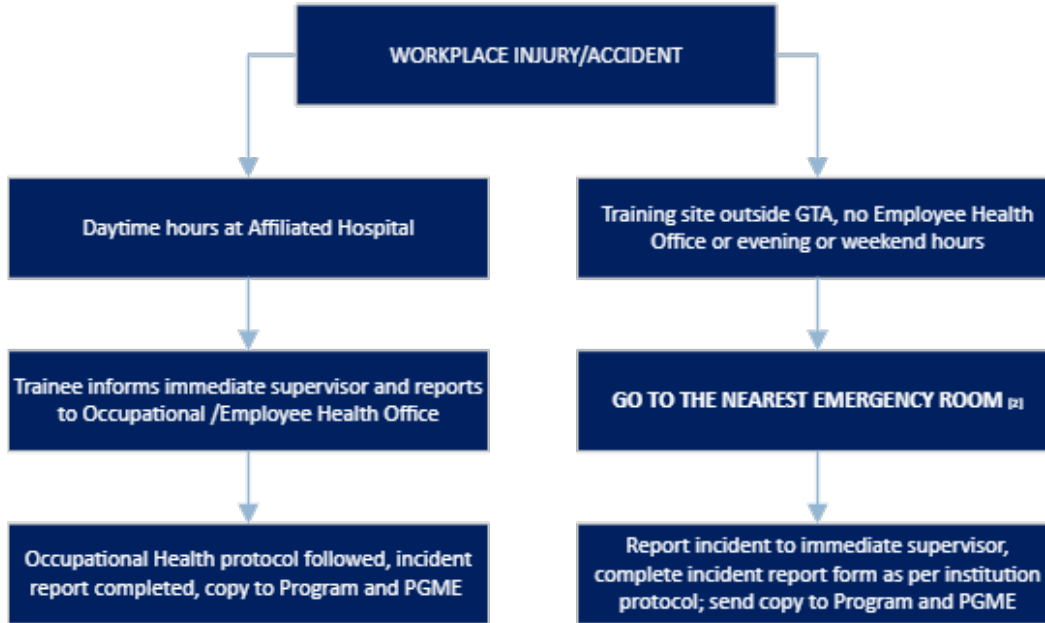 WORKPLACE INJURY/ACCIDENT
Daytime hours at Affiliated Hospital
Training site outside GTA, no Employee Health
Office or evening or weekend hours
Trainee informs immediate supervisor and reports
to Occupational /Employee Health Office
GO TO THE NEAREST EMERGENCY ROOM [2]
Occupational Health protocol followed, incident
report completed, copy to Program and PGME
Report incident to immediate supervisor,
complete incident report form as per institution
protocol; send copy to Program and PGME